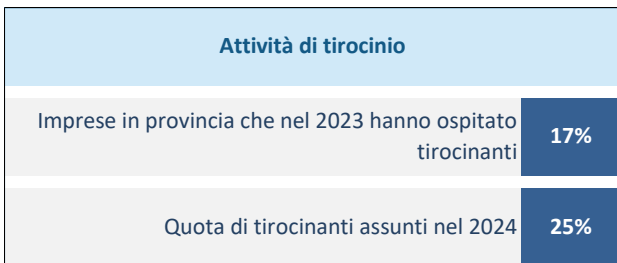 Attività di tirocinio
Imprese in provincia che nel 2023 hanno ospitato
tirocinanti
17%
Quota di tirocinanti assunti nel 2024
25%